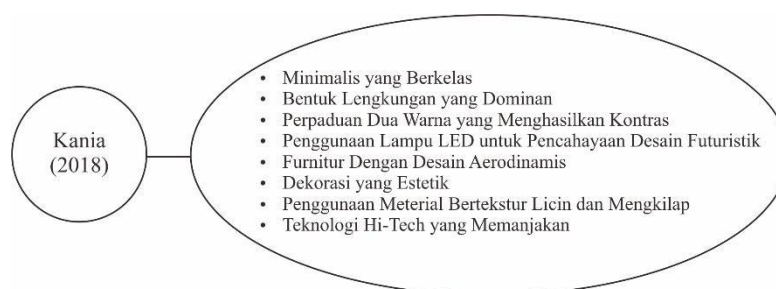 Kania
(2018)
• Minimalis yang Berkelas
• Bentuk Lengkungan yang Dominan
• Perpaduan Dua Warna yang Menghasilkan Kontras
• Penggunaan Lampu LED untuk Pencahayaan Desain Futuristik
• Furnitur Dengan Desain Aerodinamis
• Dekorasi yang Estetik
• Penggunaan Meterial Bertekstur Licin dan Mengkilap
• Teknologi Hi-Tech yang Memanjakan